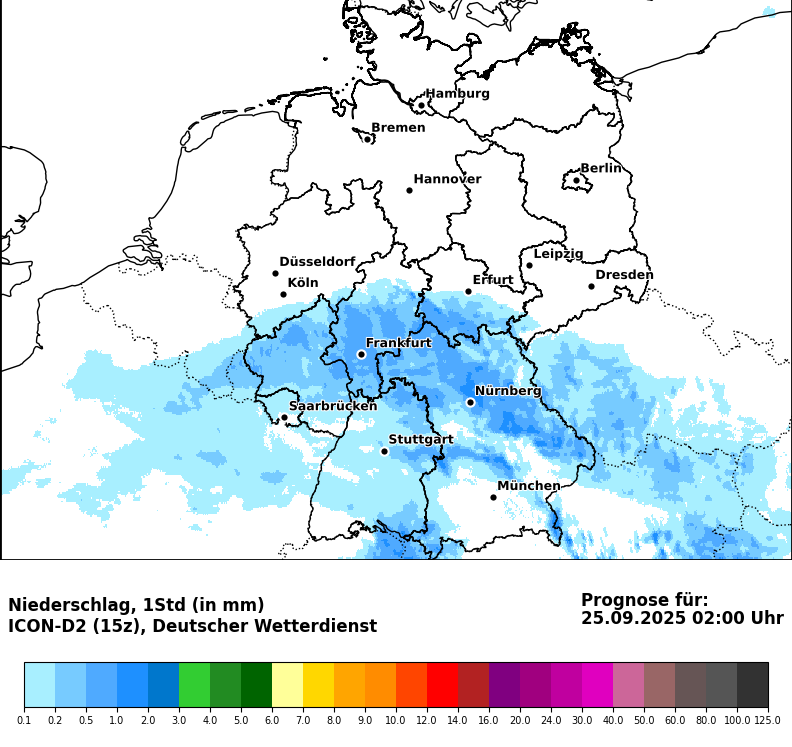 Hamburg
Bremen
Berlin
Hannover
Leipzig
Düsseldorf
Dresden
Köln
Erfurt
Frankfurt
Nürnberg
Saarbrücken
Stuttgart
München
Niederschlag, 1Std (in mm)
ICON-D2 (15z), Deutscher Wetterdienst
Prognose für:
25.09.2025 02:00 Uhr
0.1 0.2 0.5 1.0 2.0 3.0 4.0 5.0 6.0 7.0 8.0 9.0 10.0 12.0 14.0 16.0 20.0 24.0 30.0 40.0 50.0 60.0 80.0 100.0 125.0